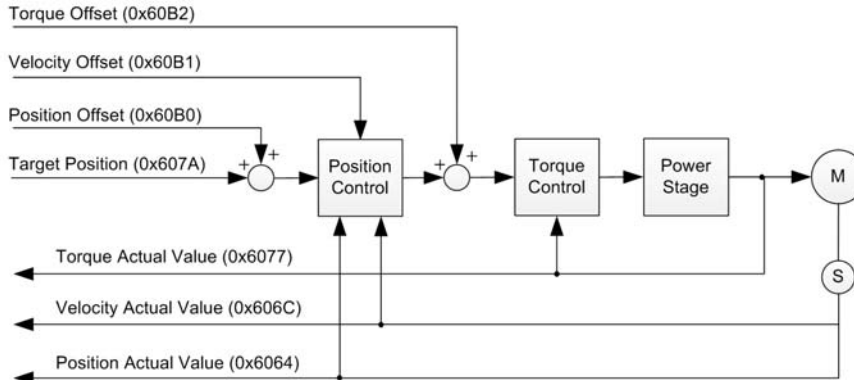 Torque Offset (0x60B2)
Velocity Offset (0x60B1)
Position Offset (0x60B0)
+ +
+ +
Target Position (0x607A)
Position
Control
Torque
Control
Power
Stage
M
Torque Actual Value (0x6077)
S
Velocity Actual Value (0x606C)
Position Actual Value (0x6064)